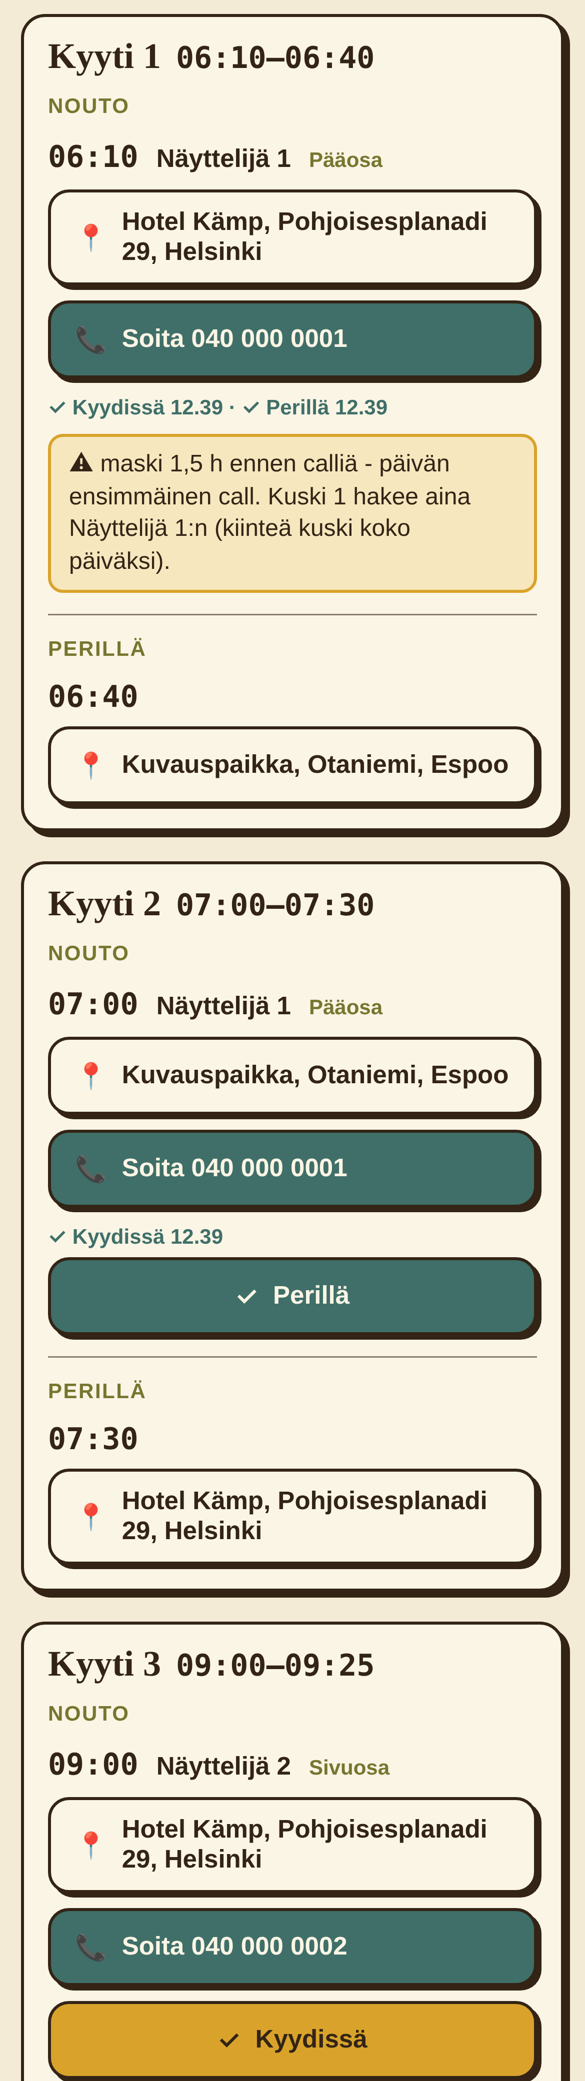 Kyyti 1 06:10–06:40
NOUTO
06:10 Näyttelijä 1 Pääosa
Hotel Kämp, Pohjoisesplanadi
29, Helsinki
Soita 040 000 0001
✓ Kyydissä 12.39 · ✓ Perillä 12.39
⚠ maski 1,5 h ennen calliä - päivän
ensimmäinen call. Kuski 1 hakee aina
Näyttelijä 1:n (kiinteä kuski koko
päiväksi).
PERILLÄ
06:40
Kuvauspaikka, Otaniemi, Espoo
Kyyti 2 07:00–07:30
NOUTO
07:00 Näyttelijä 1 Pääosa
Kuvauspaikka, Otaniemi, Espoo
Soita 040 000 0001
✓ Kyydissä 12.39
✓ Perillä
PERILLÄ
07:30
Hotel Kämp, Pohjoisesplanadi
29, Helsinki
Kyyti 3 09:00–09:25
NOUTO
09:00 Näyttelijä 2 Sivuosa
Hotel Kämp, Pohjoisesplanadi
29, Helsinki
Soita 040 000 0002
✓ Kyydissä